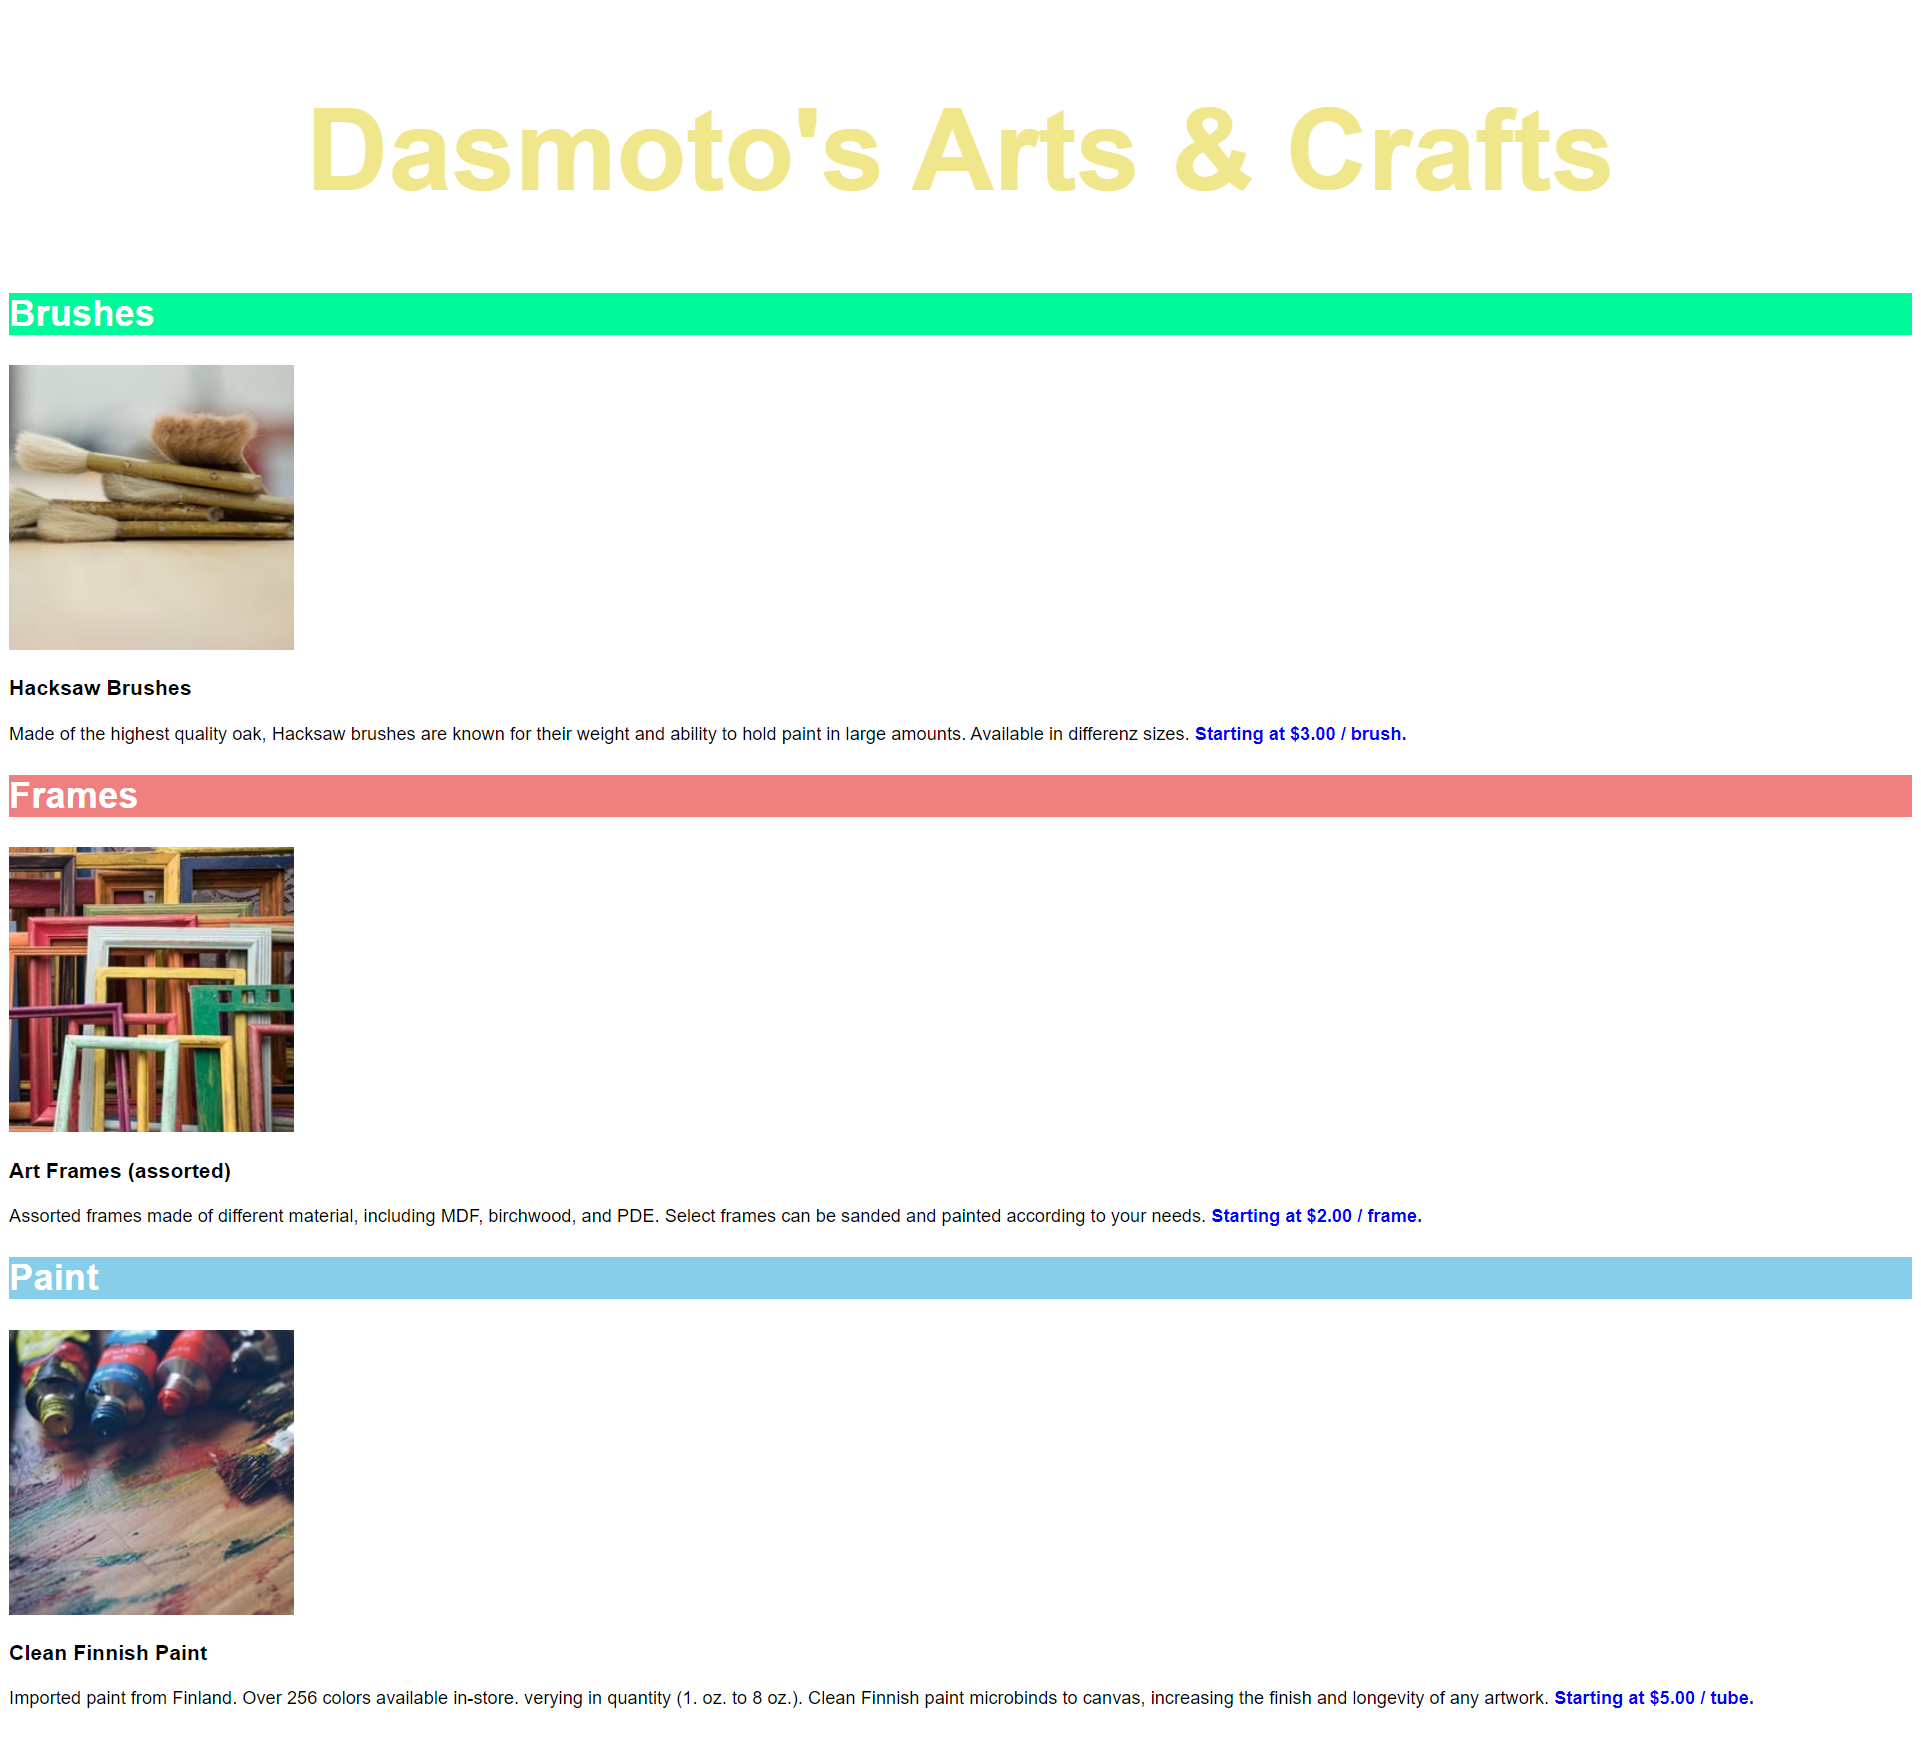 Dasmoto's Arts & Crafts
Brushes
Hacksaw Brushes
Made of the highest quality oak, Hacksaw brushes are known for their weight and ability to hold paint in large amounts. Available in differenz sizes. Starting at $3.00 / brush.
Frames
Art Frames (assorted)
Assorted frames made of different material, including MDF, birchwood, and PDE. Select frames can be sanded and painted according to your needs. Starting at $2.00 / frame.
Paint
Clean Finnish Paint
Imported paint from Finland. Over 256 colors available in-store. verying in quantity (1. oz. to 8 oz.). Clean Finnish paint microbinds to canvas, increasing the finish and longevity of any artwork. Starting at $5.00 / tube.